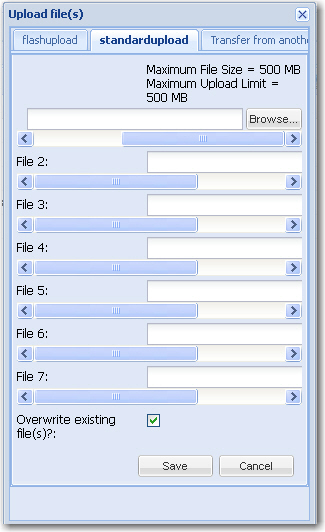 Upload file(s)
flashupload standardupload Transfer from anothe
Maximum File Size = 500 MB
Maximum Upload Limit =
500 MB
Browse...
File 2:
File 3:
File 4:
File 5:
File 6:
File 7:
Overwrite existing
file(s)?:
Save Cancel